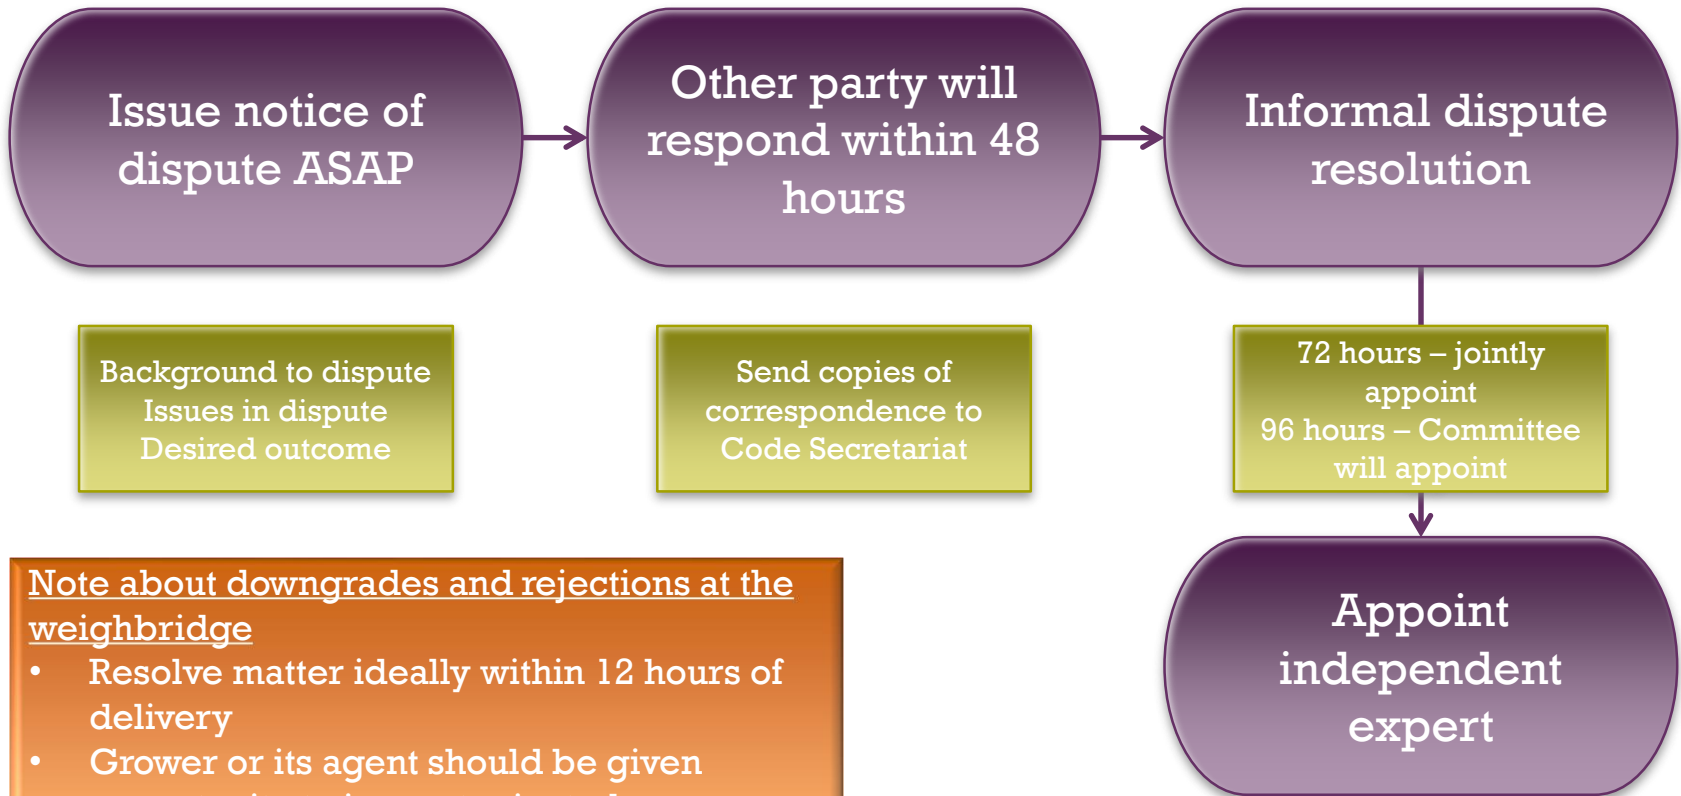 Issue notice of
dispute ASAP
Other party will
respond within 48
hours
Informal dispute
resolution
Background to dispute
Issues in dispute
Desired outcome
Send copies of
correspondence to
Code Secretariat
72 hours – jointly
appoint
96 hours – Committee
will appoint
Appoint
independent
expert
Note about downgrades and rejections at the
weighbridge
• Resolve matter ideally within 12 hours of
delivery
• Grower or its agent should be given